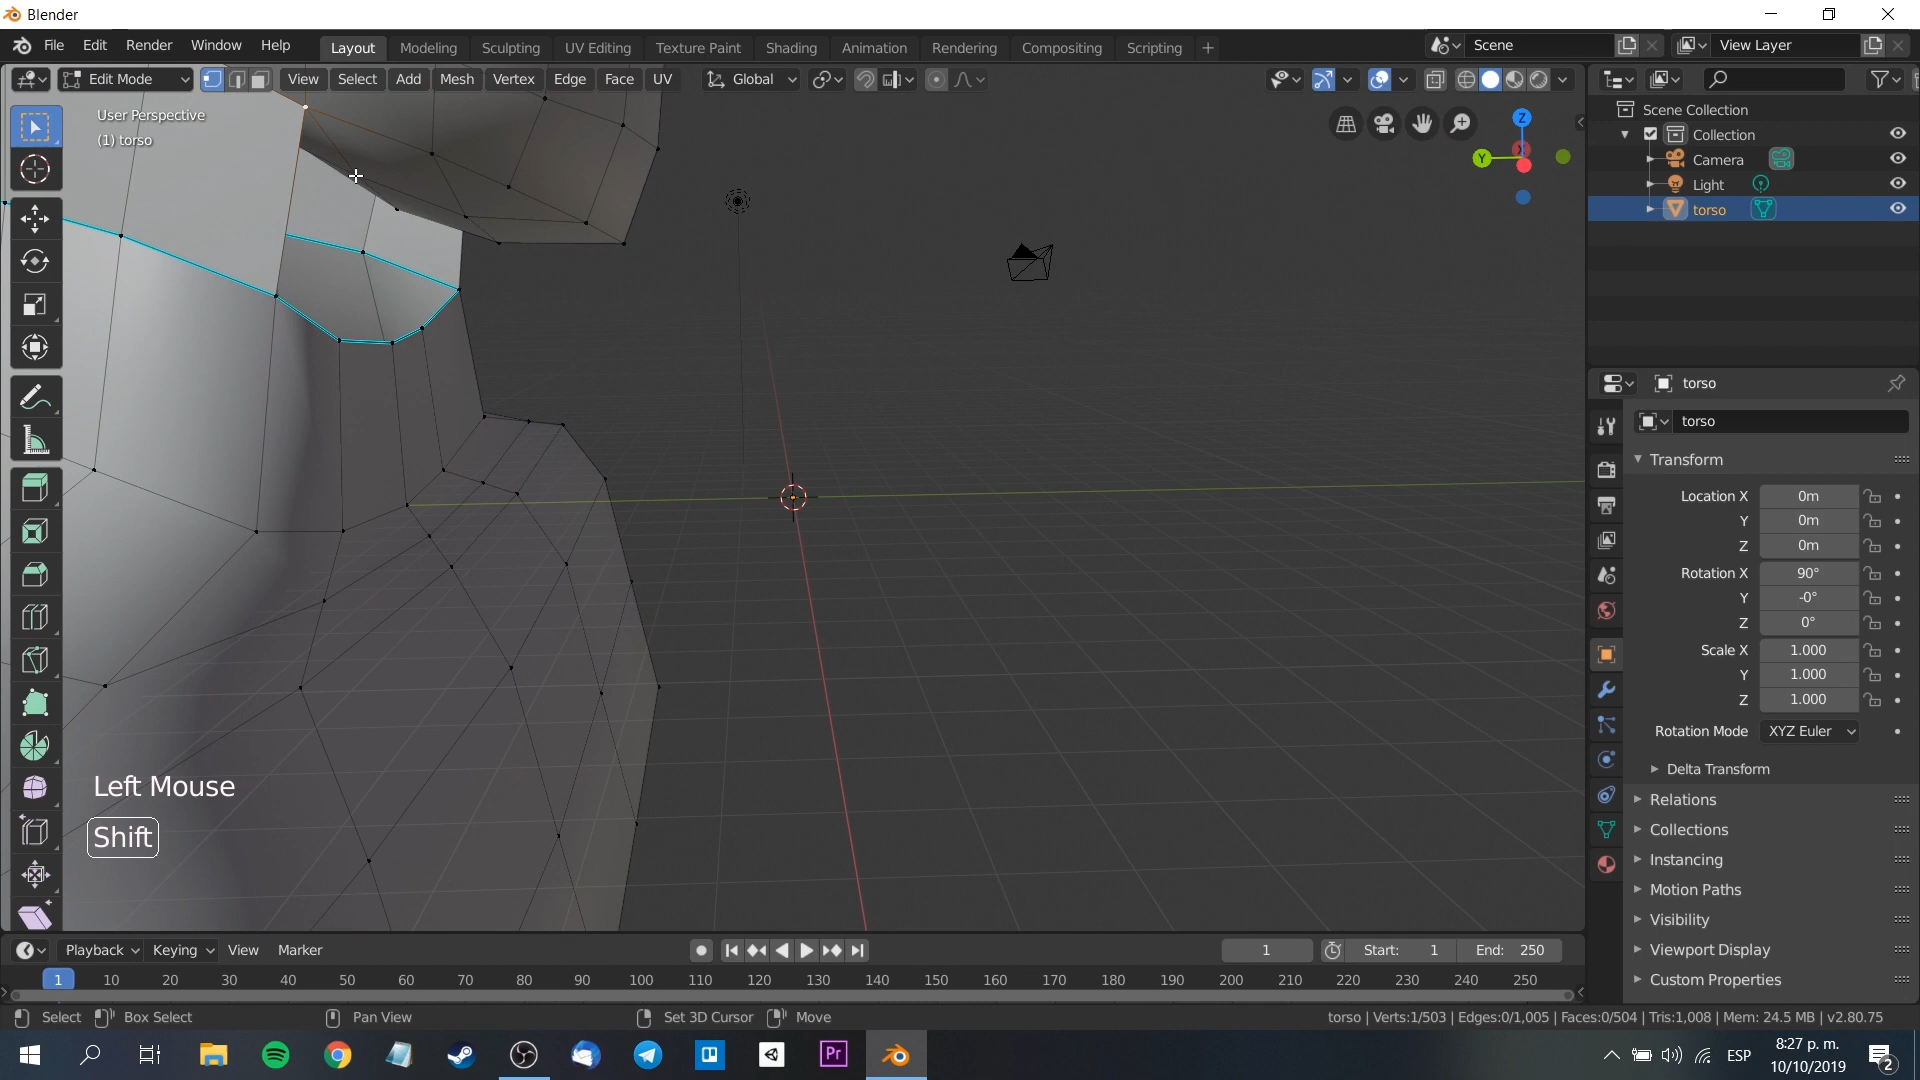 Blender
File Edit Render Window Help
Layout Modeling Sculpting UV Editing Texture Paint Shading Animation Rendering Compositing Scripting +
Scene
View Layer
Edit Mode View Select Add Mesh Vertex Edge Face UV Global
User Perspective
(1) torso
Z
Y
X
Scene Collection
Collection
Camera
Light
torso
torso
torso
Transform
Location X 0m
Y 0m
Z 0m
Rotation X 90°
Y -0°
Z 0°
Scale X 1.000
Y 1.000
Z 1.000
Rotation Mode XYZ Euler
Delta Transform
Relations
Collections
Instancing
Motion Paths
Visibility
Viewport Display
Custom Properties
Left Mouse
Shift
Playback Keying View Marker
1 Start: 1 End: 250
1 10 20 30 40 50 60 70 80 90 100 110 120 130 140 150 160 170 180 190 200 210 220 230 240 250
Select Box Select Pan View Set 3D Cursor Move
torso | Verts:1/503 | Edges:0/1,005 | Faces:0/504 | Tris:1,008 | Mem: 24.5 MB | v2.80.75
Pr
ESP
8:27 p. m.
10/10/2019
2